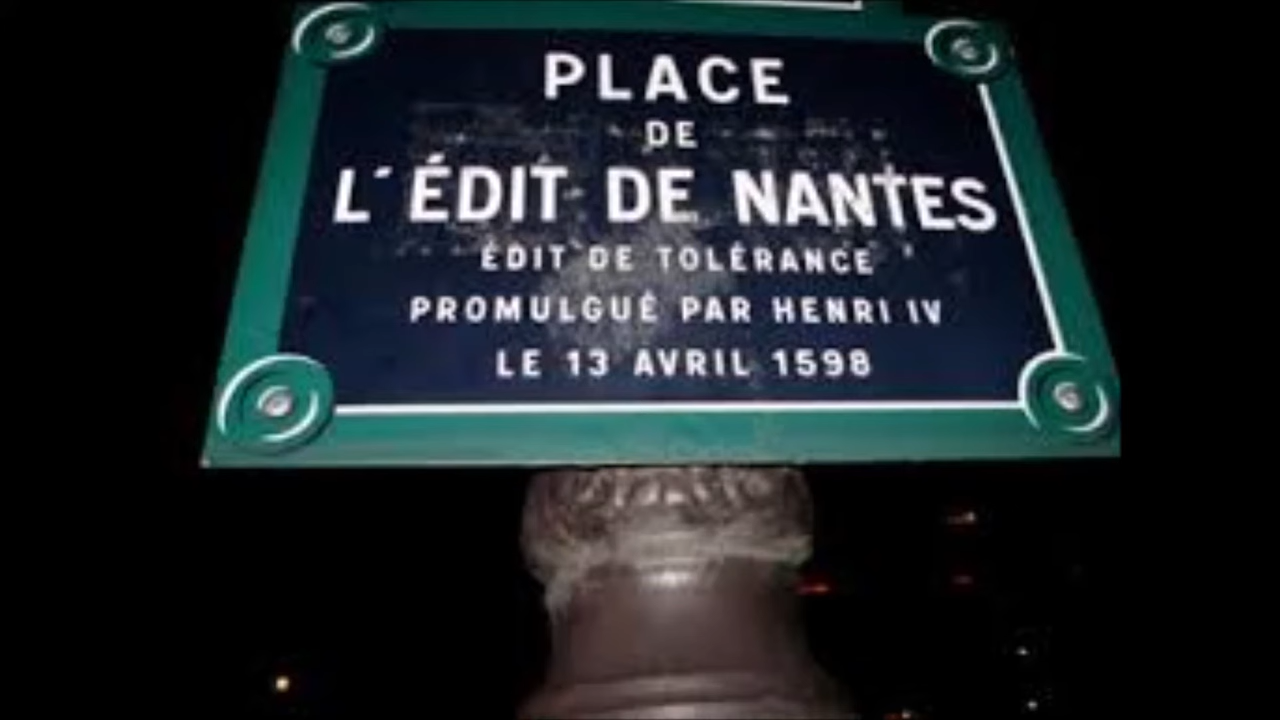 PLACE
DE
L'ÉDIT DE NANTES
ÉDIT DE TOLÉRANCE
PROMULGUÉ PAR HENRI IV
LE 13 AVRIL 1598